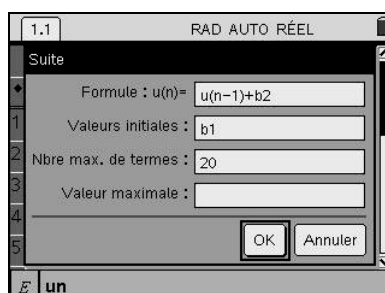 1.1 RAD AUTO RÉEL
Suite
Formule : u(n)= u(n−1)+b2
1 Valeurs initiales : b1
2 Nbre max. de termes : 20
3 Valeur maximale :
4
5 OK Annuler
E un